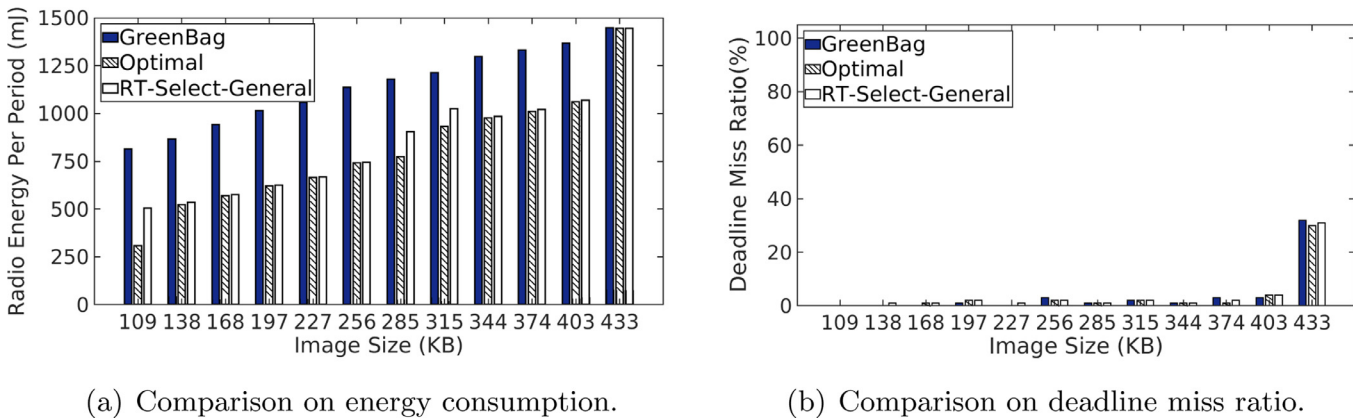 Radio Energy Per Period (mJ)
1500
1250
1000
750
500
250
0
GreenBag
Optimal
RT-Select-General
109 138 168 197 227 256 285 315 344 374 403 433
Image Size (KB)
(a) Comparison on energy consumption.
Deadline Miss Ratio(%)
100
80
60
40
20
0
GreenBag
Optimal
RT-Select-General
109 138 168 197 227 256 285 315 344 374 403 433
Image Size (KB)
(b) Comparison on deadline miss ratio.